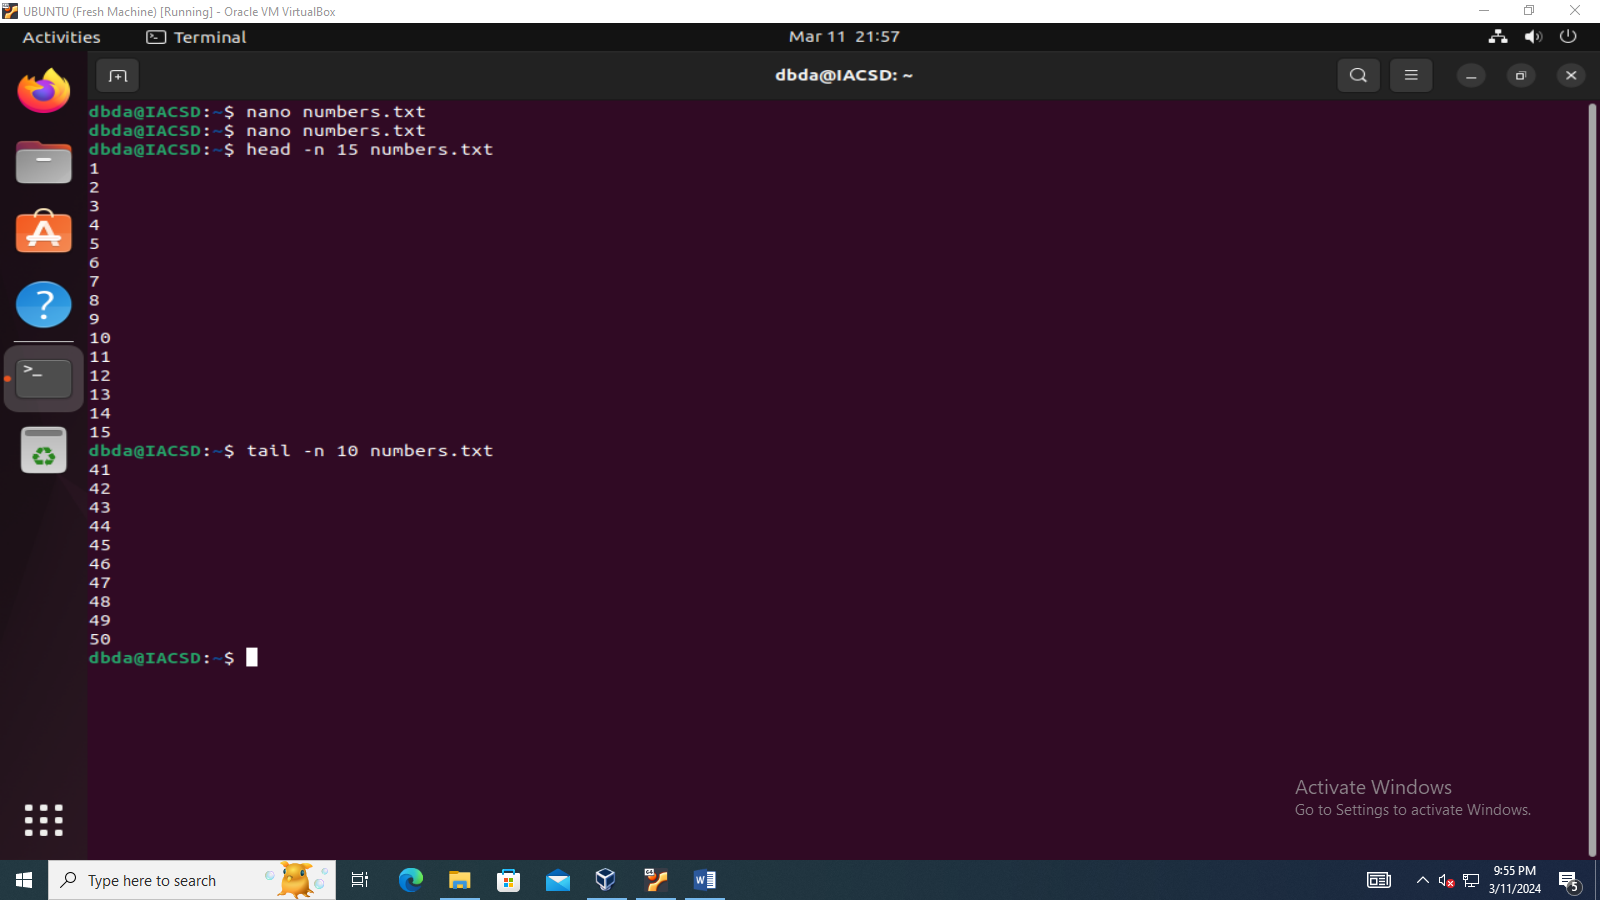 UBUNTU (Fresh Machine) [Running] - Oracle VM VirtualBox
Activities
Terminal
Mar 11 21:57
dbda@IACSD: ~
dbda@IACSD:~$ nano numbers.txt
dbda@IACSD:~$ nano numbers.txt
dbda@IACSD:~$ head -n 15 numbers.txt
1
2
3
4
5
6
7
8
9
10
11
12
13
14
15
dbda@IACSD:~$ tail -n 10 numbers.txt
41
42
43
44
45
46
47
48
49
50
dbda@IACSD:~$
Activate Windows
Go to Settings to activate Windows.
Type here to search
9:55 PM
3/11/2024
5